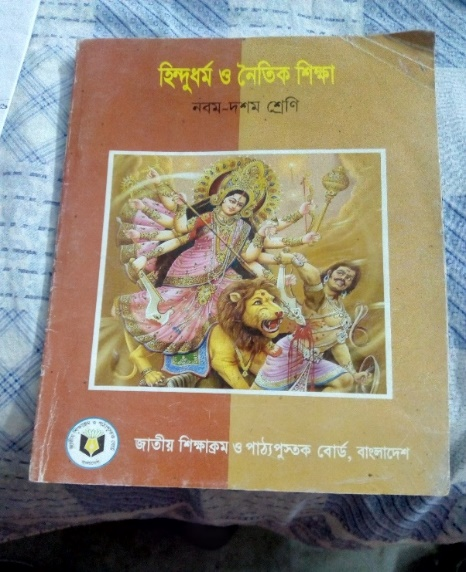 হিন্দুধর্ম ও নৈতিক শিক্ষা
নবম-দশম শ্রেণি
জাতীয় শিক্ষাক্রম ও পাঠ্যপুস্তক বোর্ড, বাংলাদেশ